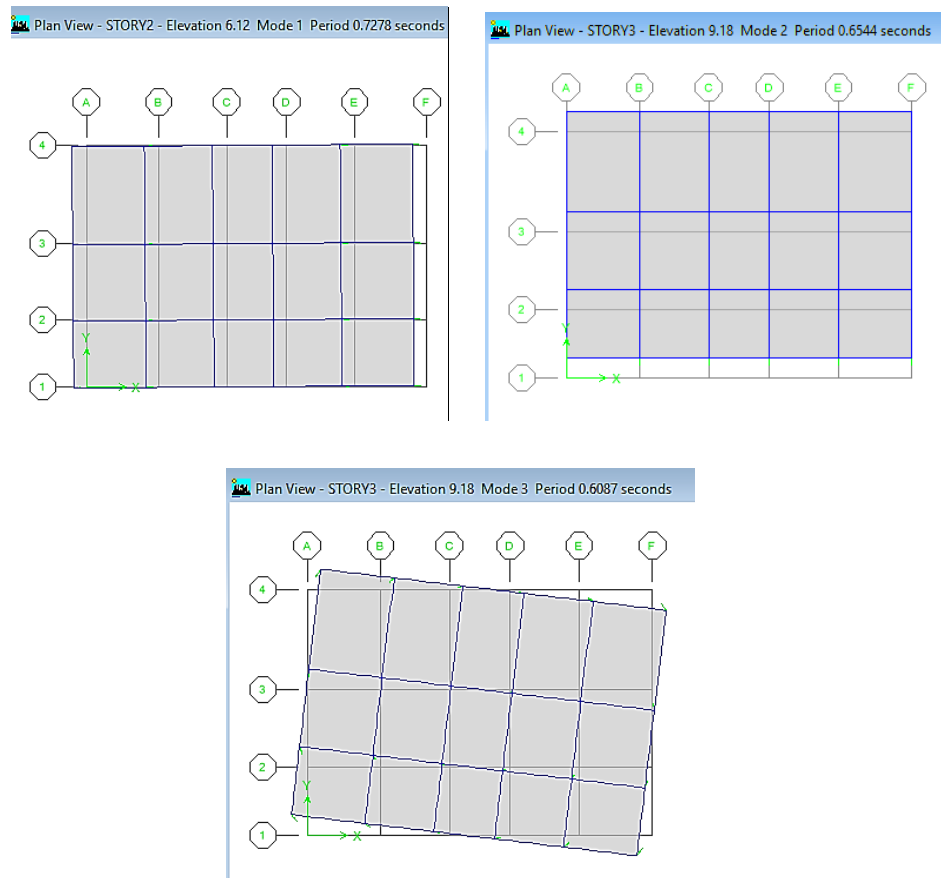 Plan View - STORY2 - Elevation 6.12 Mode 1 Period 0.7278 seconds
A B C D E F
4
3
2
Y
1
X
Plan View - STORY3 - Elevation 9.18 Mode 2 Period 0.6544 seconds
A B C D E F
4
3
2
Y
1
X
Plan View - STORY3 - Elevation 9.18 Mode 3 Period 0.6087 seconds
A B C D E F
4
3
2
Y
1
X